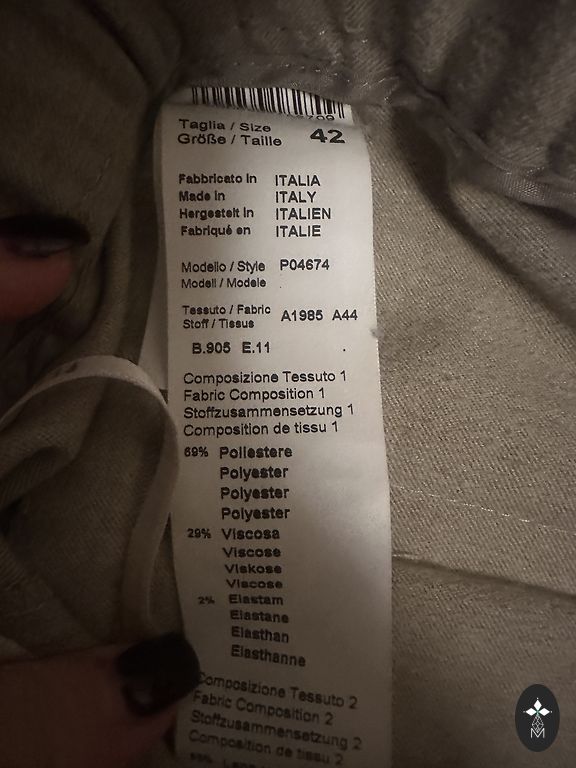 Taglia / Size
Größe / Taille 42
Fabbricato in ITALIA
Made in ITALY
Hergestelt in ITALIEN
Fabriqué en ITALIE
Modello / Style P04674
Modell / Modele
Tessuto / Fabric A1985 A44
Stoff / Tissus
B.905 E.11
Composizione Tessuto 1
Fabric Composition 1
Stoffzusammensetzung 1
Composition de tissu 1
69% Poliestere
Polyester
Polyester
Polyester
29% Viscosa
Viscose
Viskose
Viscose
2% Elastam
Elastane
Elasthan
Elasthanne
Composizione Tessuto 2
Fabric Composition 2
Stoffzusammensetzung 2
Composition de tissu 2
M